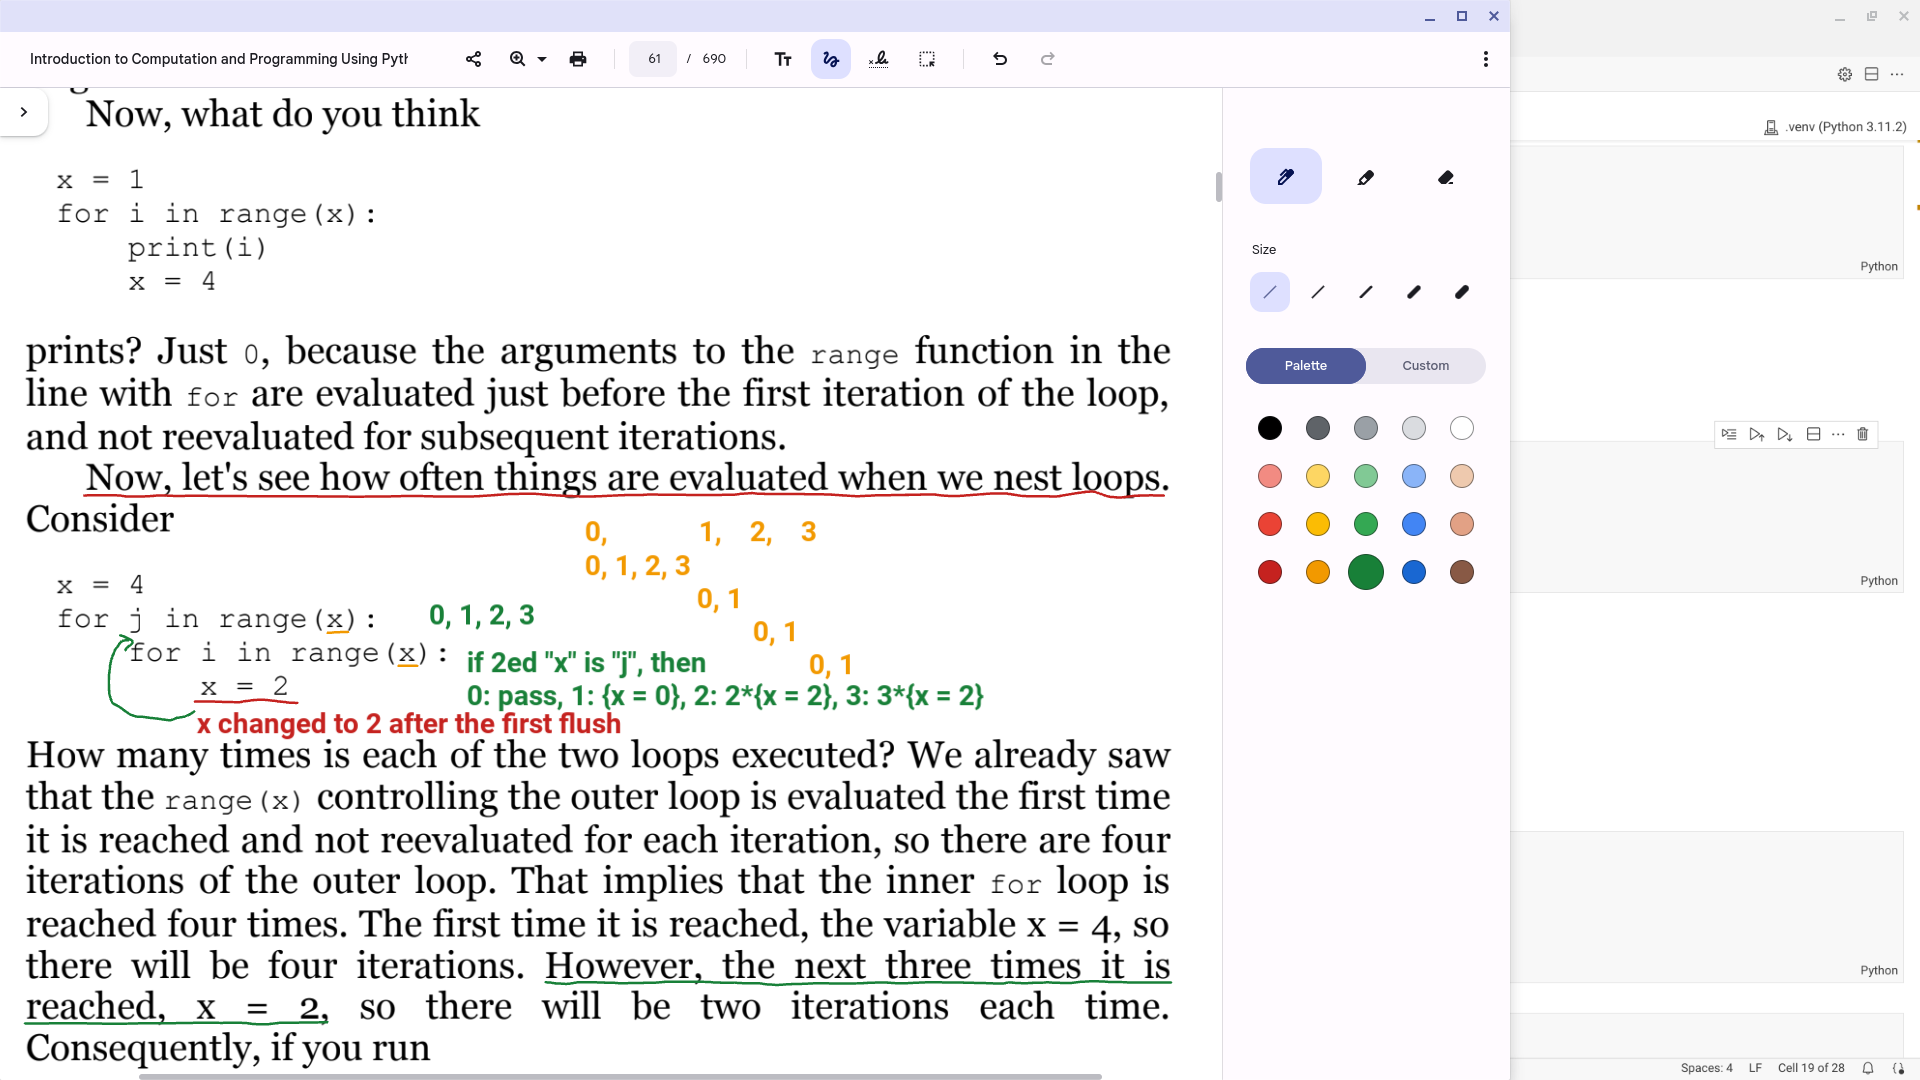 Introduction to Computation and Programming Using Pyth
61 / 690
Now, what do you think
x = 1
for i in range(x):
print(i)
x = 4
prints? Just 0, because the arguments to the range function in the
line with for are evaluated just before the first iteration of the loop,
and not reevaluated for subsequent iterations.
Now, let's see how often things are evaluated when we nest loops.
Consider
0, 1, 2, 3
0, 1, 2, 3
0, 1
0, 1
0, 1
x = 4
for j in range(x): 0, 1, 2, 3
for i in range(x): if 2ed "x" is "j", then
x = 2 0: pass, 1: {x = 0}, 2: 2*{x = 2}, 3: 3*{x = 2}
x changed to 2 after the first flush
How many times is each of the two loops executed? We already saw
that the range(x) controlling the outer loop is evaluated the first time
it is reached and not reevaluated for each iteration, so there are four
iterations of the outer loop. That implies that the inner for loop is
reached four times. The first time it is reached, the variable x = 4, so
there will be four iterations. However, the next three times it is
reached, x = 2, so there will be two iterations each time.
Consequently, if you run
Size
Palette
Custom
.venv (Python 3.11.2)
Python
Python
Python
Spaces: 4 LF Cell 19 of 28